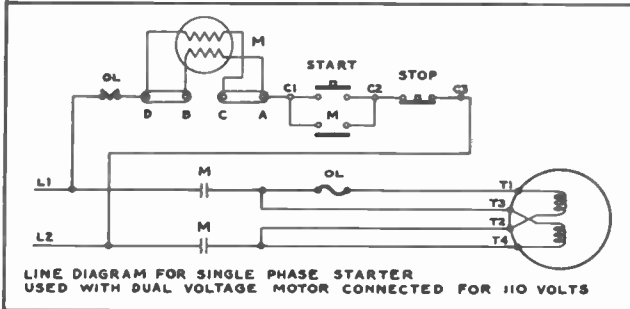 M
START
OL
STOP
C1
C2
C3
D
B
C
A
M
L1
M
OL
T1
T3
M
T2
L2
T4
LINE DIAGRAM FOR SINGLE PHASE STARTER
USED WITH DUAL VOLTAGE MOTOR CONNECTED FOR 110 VOLTS